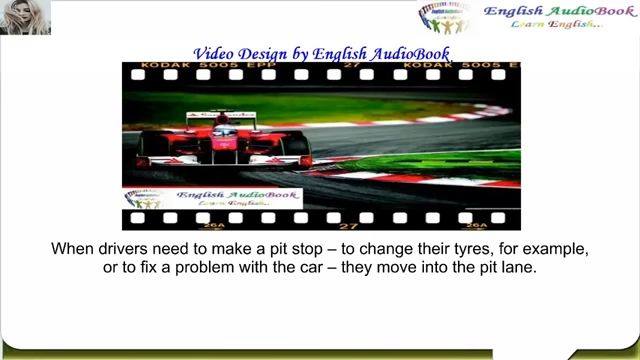 English AudioBook
Learn English...
Video Design by English AudioBook
KODAK 5005 EPP 27 KODAK 5005 E
Santander
English AudioBook
Learn English...
26A 27 26A
When drivers need to make a pit stop – to change their tyres, for example,
or to fix a problem with the car – they move into the pit lane.